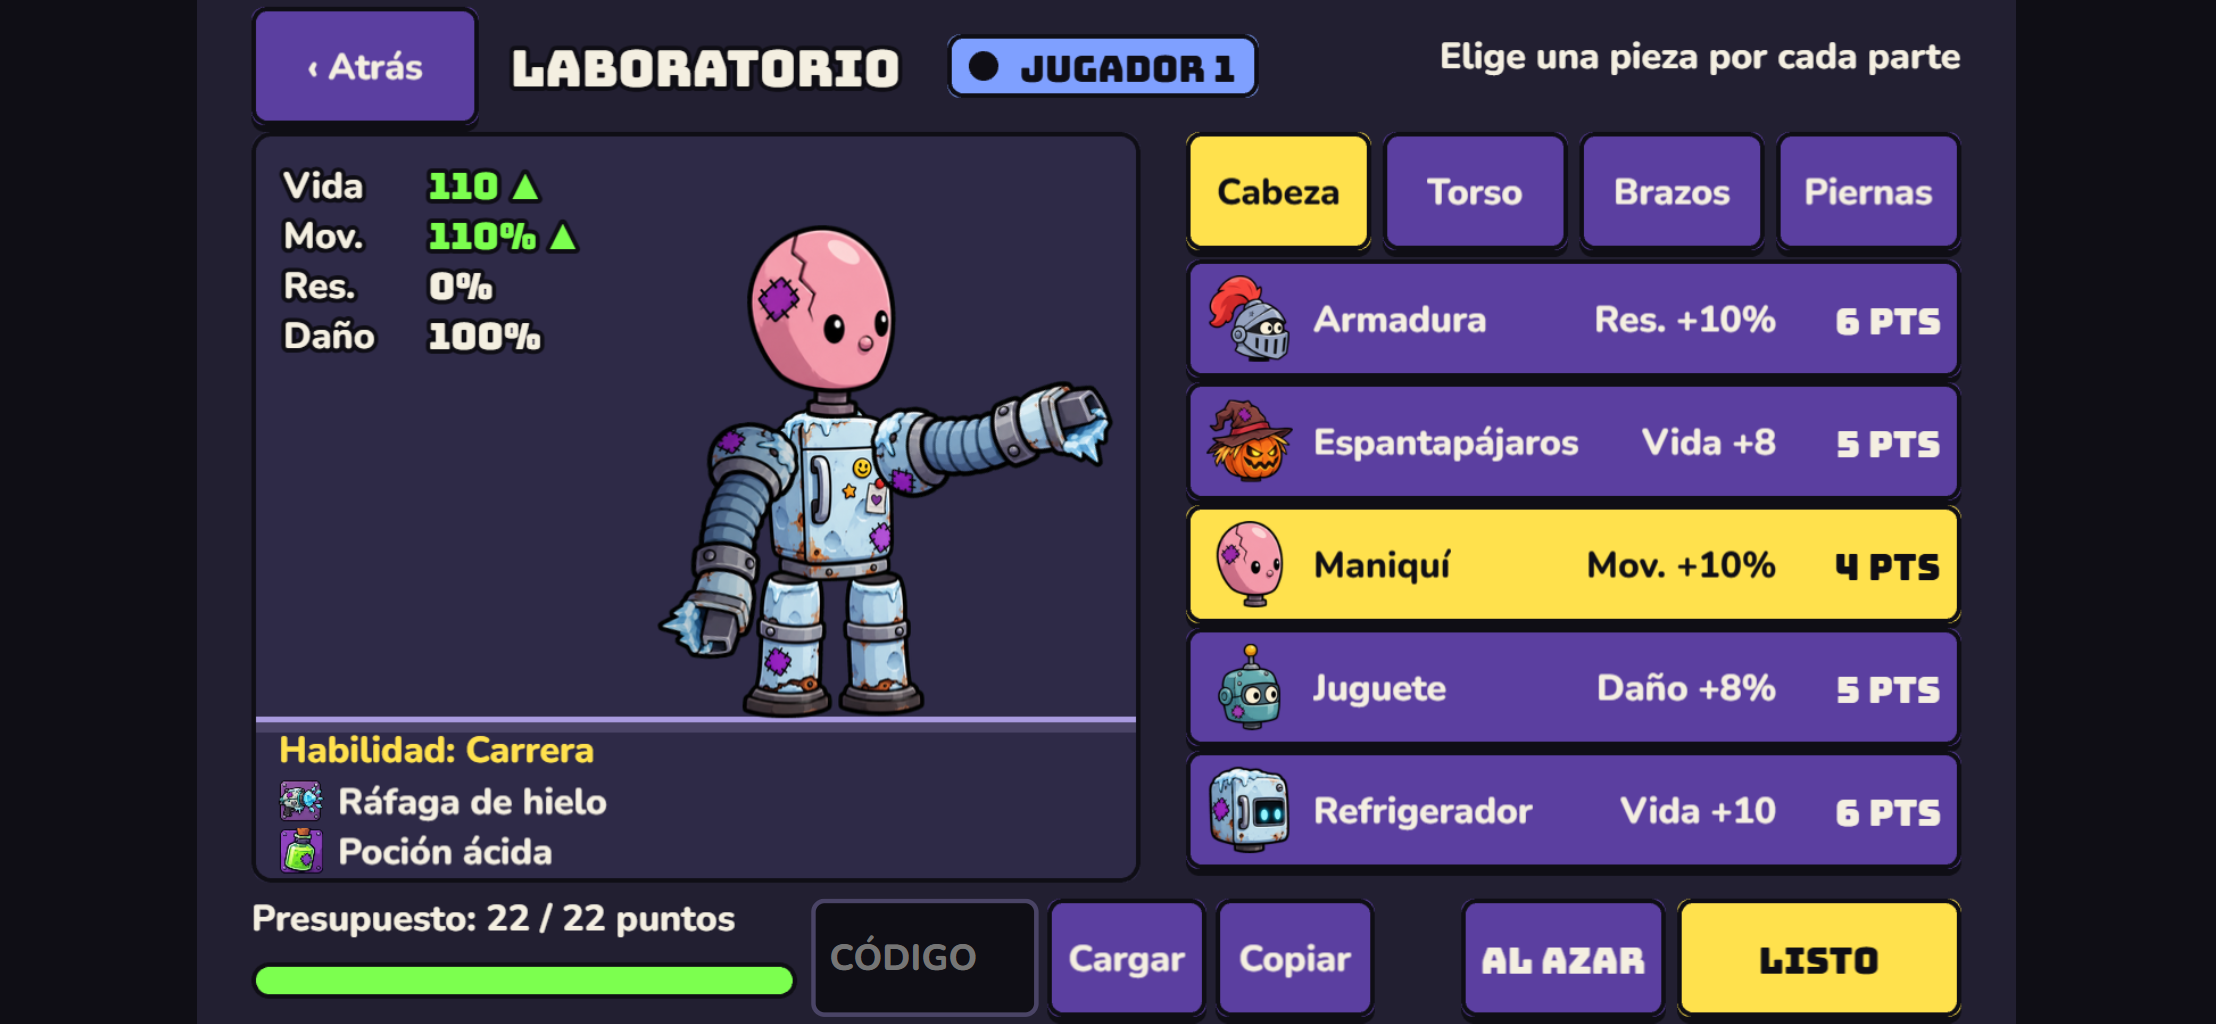 ‹ Atrás
LABORATORIO
JUGADOR 1
Elige una pieza por cada parte
Vida 110 ▲
Mov. 110% ▲
Res. 0%
Daño 100%
Habilidad: Carrera
Ráfaga de hielo
Poción ácida
Cabeza Torso Brazos Piernas
Armadura Res. +10% 6 PTS
Espantapájaros Vida +8 5 PTS
Maniquí Mov. +10% 4 PTS
Juguete Daño +8% 5 PTS
Refrigerador Vida +10 6 PTS
Presupuesto: 22 / 22 puntos
CÓDIGO
Cargar
Copiar
AL AZAR
LISTO